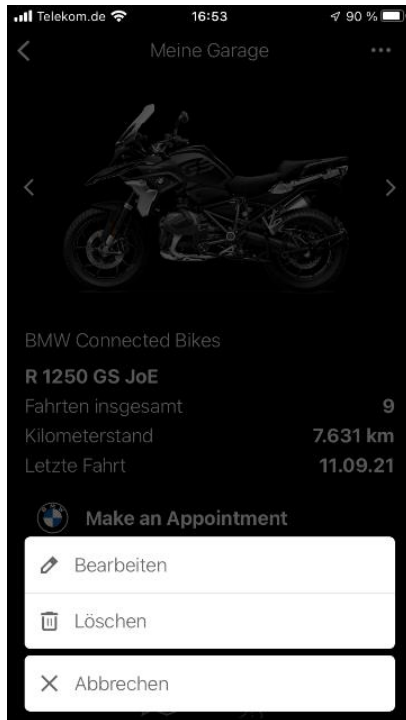 Telekom.de 16:53 90 %
Meine Garage
BMW Connected Bikes
R 1250 GS JoE
Fahrten insgesamt 9
Kilometerstand 7.631 km
Letzte Fahrt 11.09.21
Make an Appointment
Bearbeiten
Löschen
Abbrechen